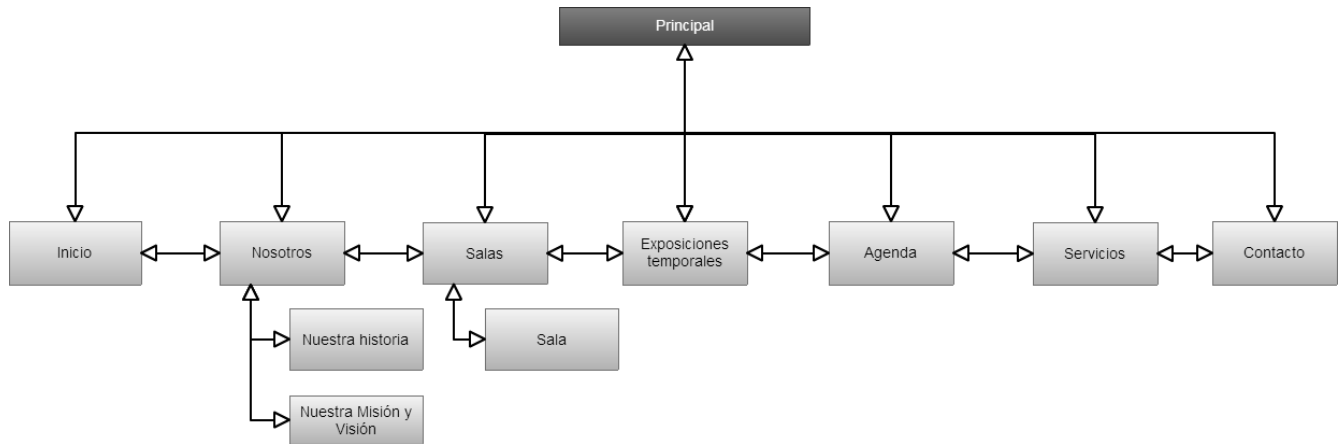 Principal
Inicio
Nosotros
Salas
Exposiciones
temporales
Agenda
Servicios
Contacto
Nuestra historia
Sala
Nuestra Misión y
Visión